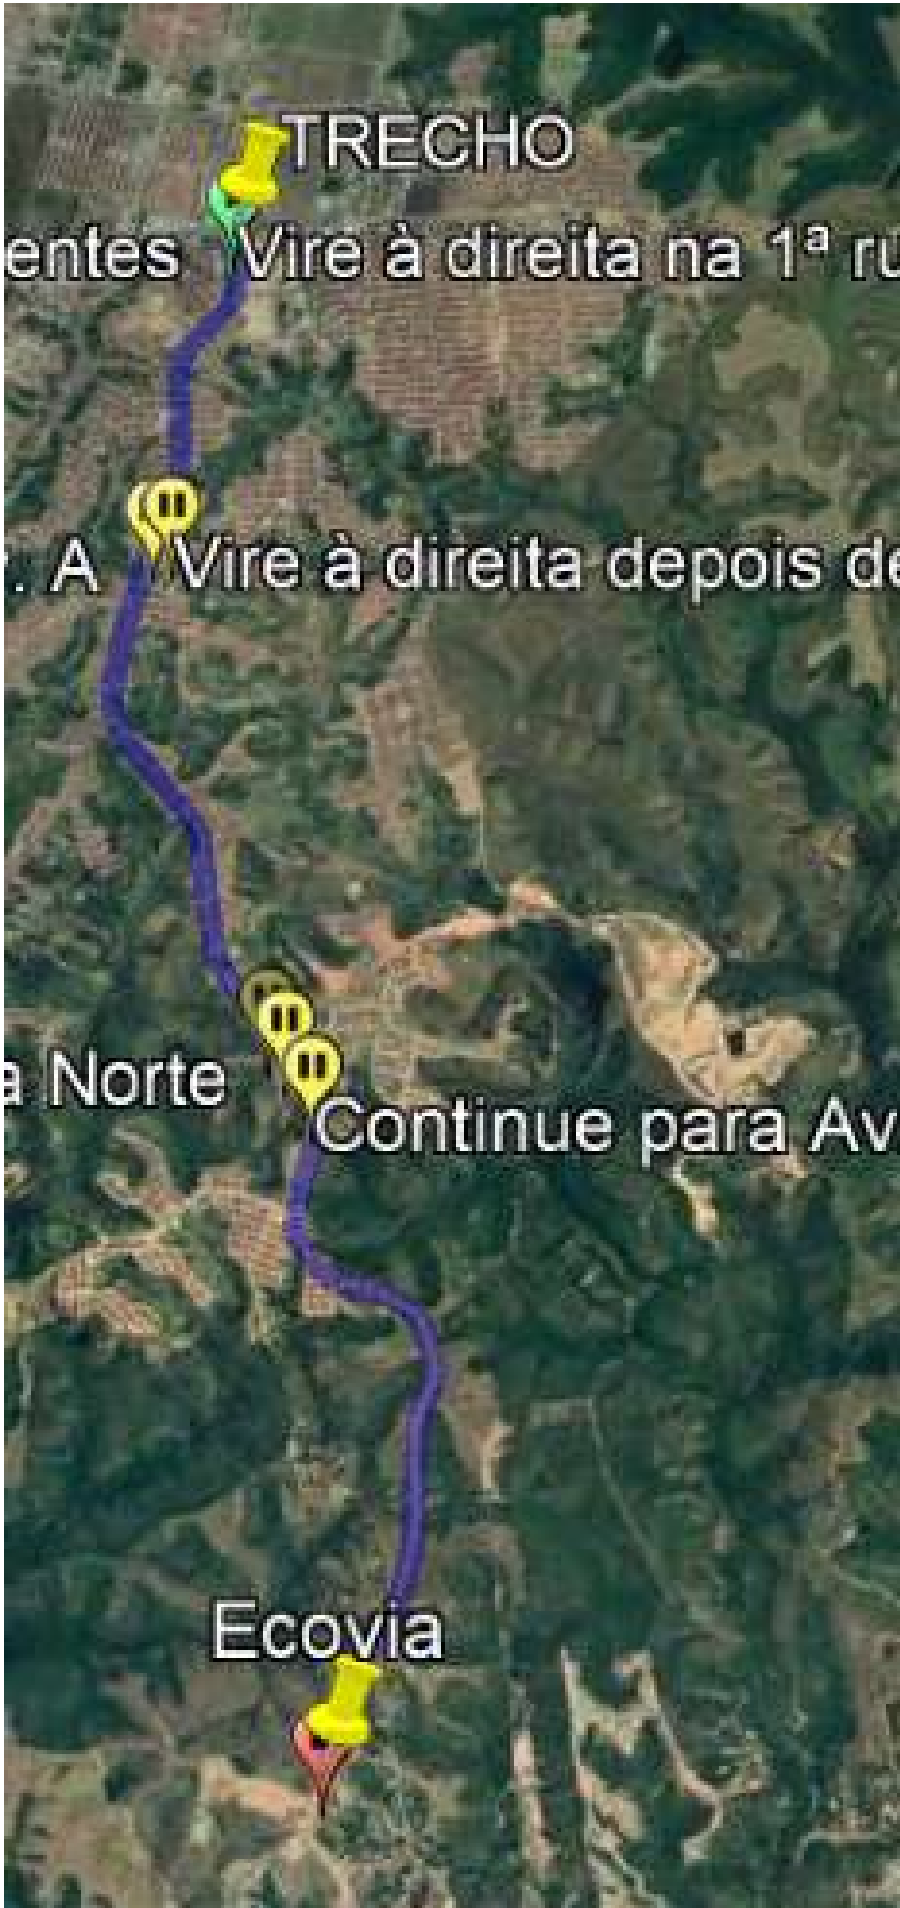 TRECHO
entes Vire à direita na 1ª ru
. A Vire à direita depois de
a Norte
Continue para Av
Ecovia